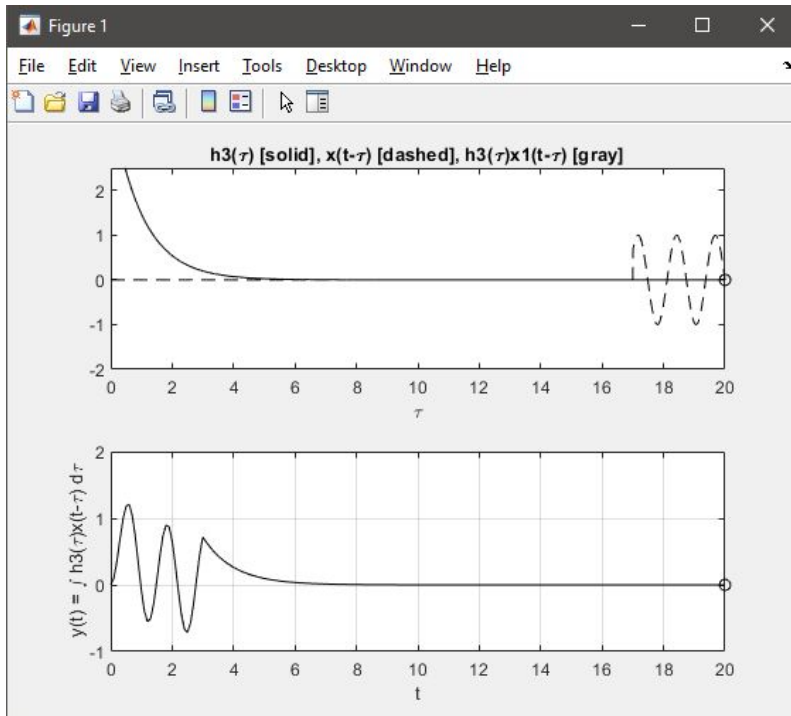 Figure 1
File Edit View Insert Tools Desktop Window Help
h3(τ) [solid], x(t-τ) [dashed], h3(τ)x1(t-τ) [gray]
2
1
0
-1
-2
0 2 4 6 8 10 12 14 16 18 20
τ
y(t) = ∫ h3(τ)x(t-τ) dτ
2
1
0
-1
0 2 4 6 8 10 12 14 16 18 20
t